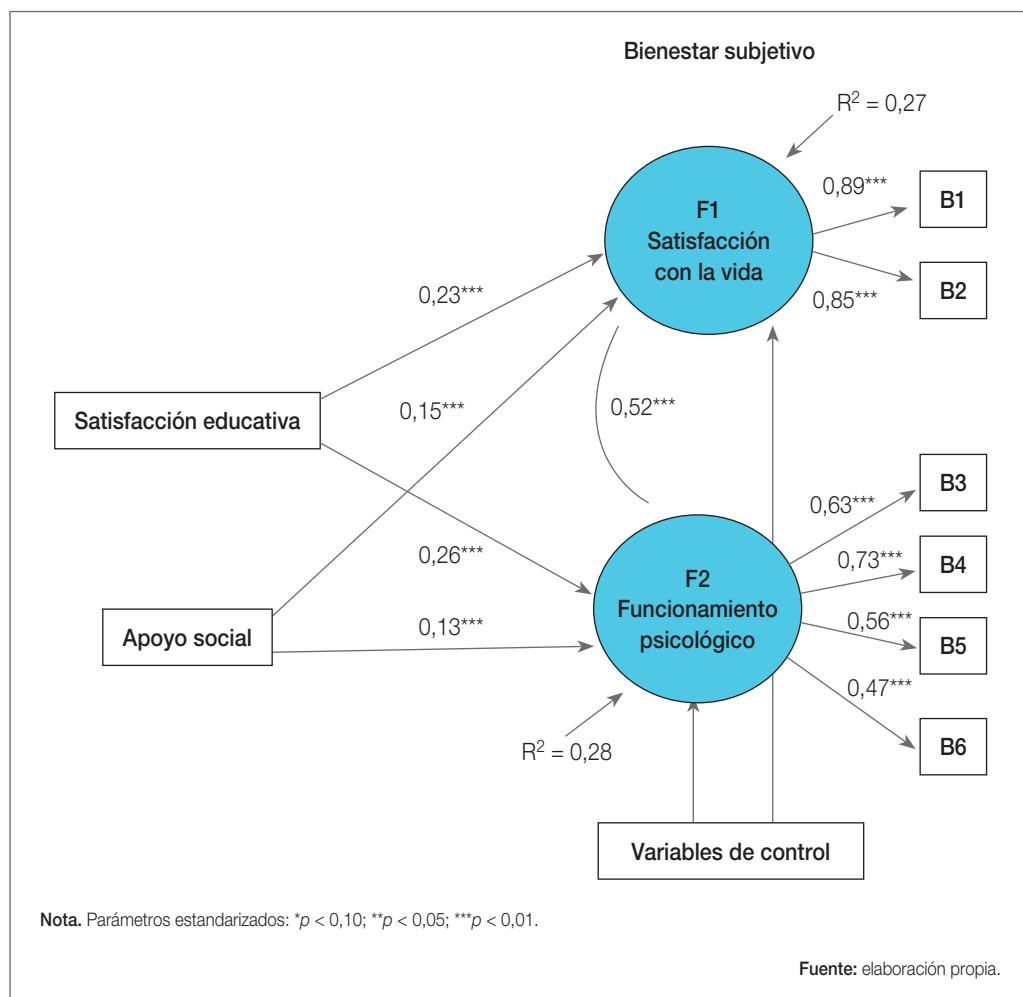 Bienestar subjetivo
R² = 0,27
F1
Satisfacción
con la vida
0,89***
B1
0,85***
B2
0,23***
Satisfacción educativa
0,15***
0,52***
0,63***
B3
0,73***
B4
0,26***
F2
Funcionamiento
psicológico
0,56***
B5
Apoyo social
0,13***
0,47***
B6
R² = 0,28
Variables de control
Nota. Parámetros estandarizados: *p < 0,10; **p < 0,05; ***p < 0,01.
Fuente: elaboración propia.